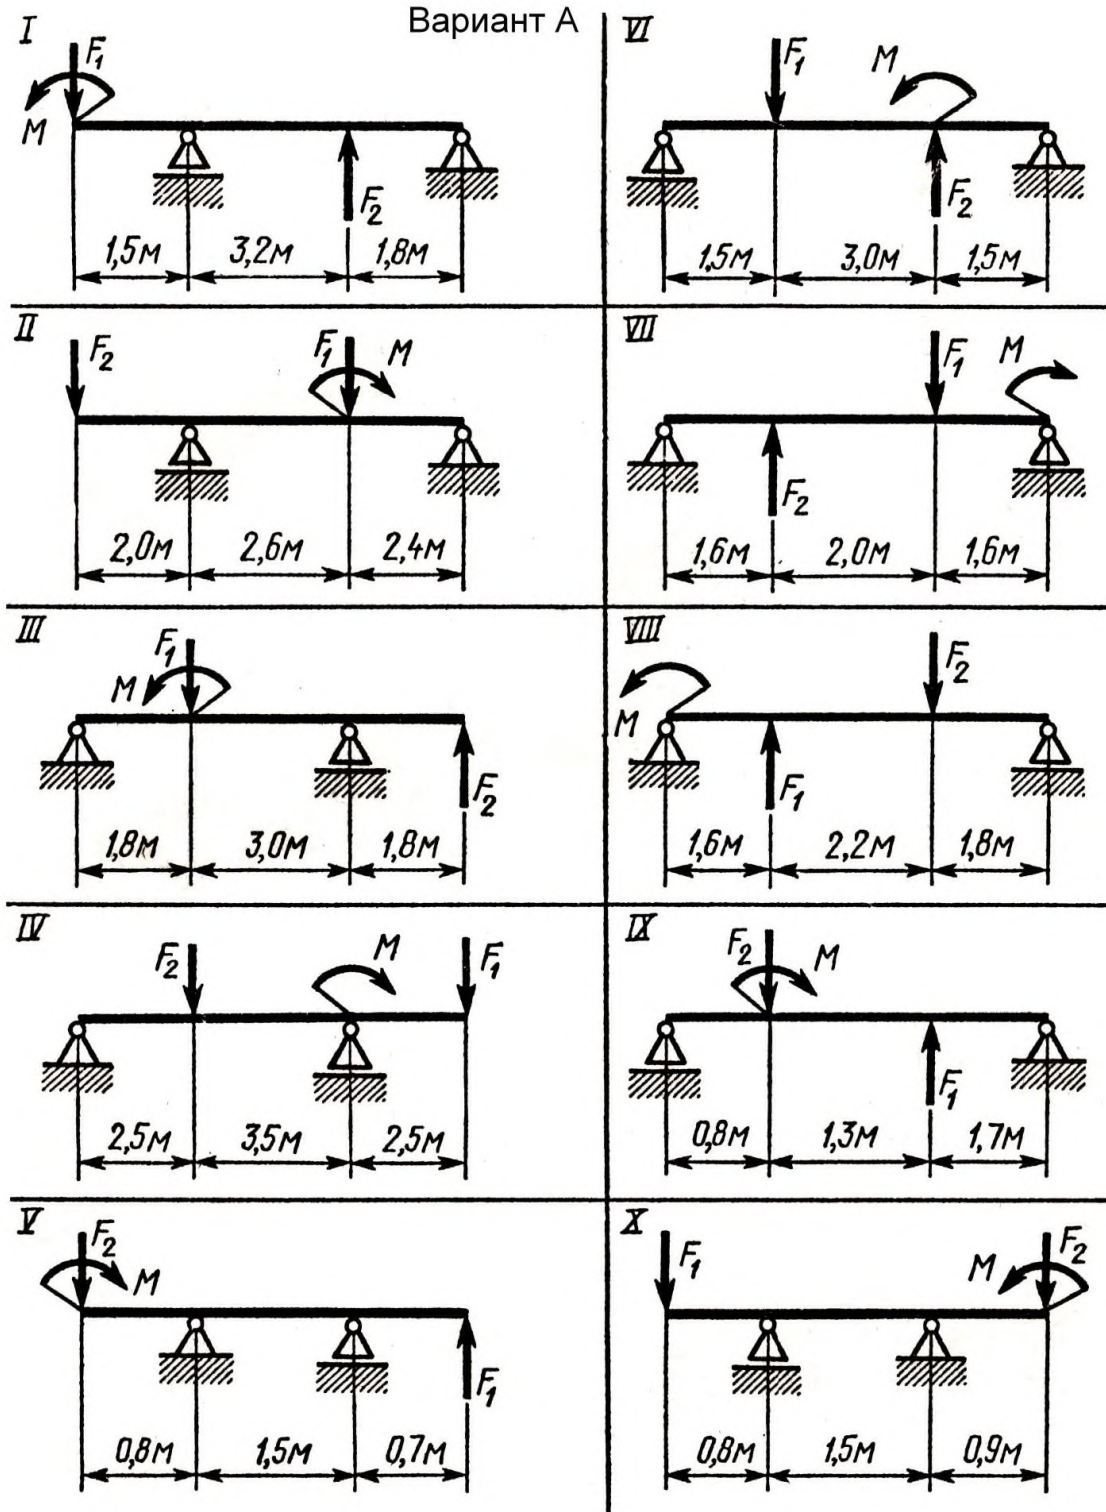 Вариант А
I
F₁
M
F₂
1,5м 3,2м 1,8м
II
F₂ F₁ M
2,0м 2,6м 2,4м
III
F₁
M
F₂
1,8м 3,0м 1,8м
IV
F₂ M F₁
2,5м 3,5м 2,5м
V
F₂
M
F₁
0,8м 1,5м 0,7м
VI
F₁ M
F₂
1,5м 3,0м 1,5м
VII
F₁ M
F₂
1,6м 2,0м 1,6м
VIII
F₂
M
F₁
1,6м 2,2м 1,8м
IX
F₂ M
F₁
0,8м 1,3м 1,7м
X
F₁ M F₂
0,8м 1,5м 0,9м